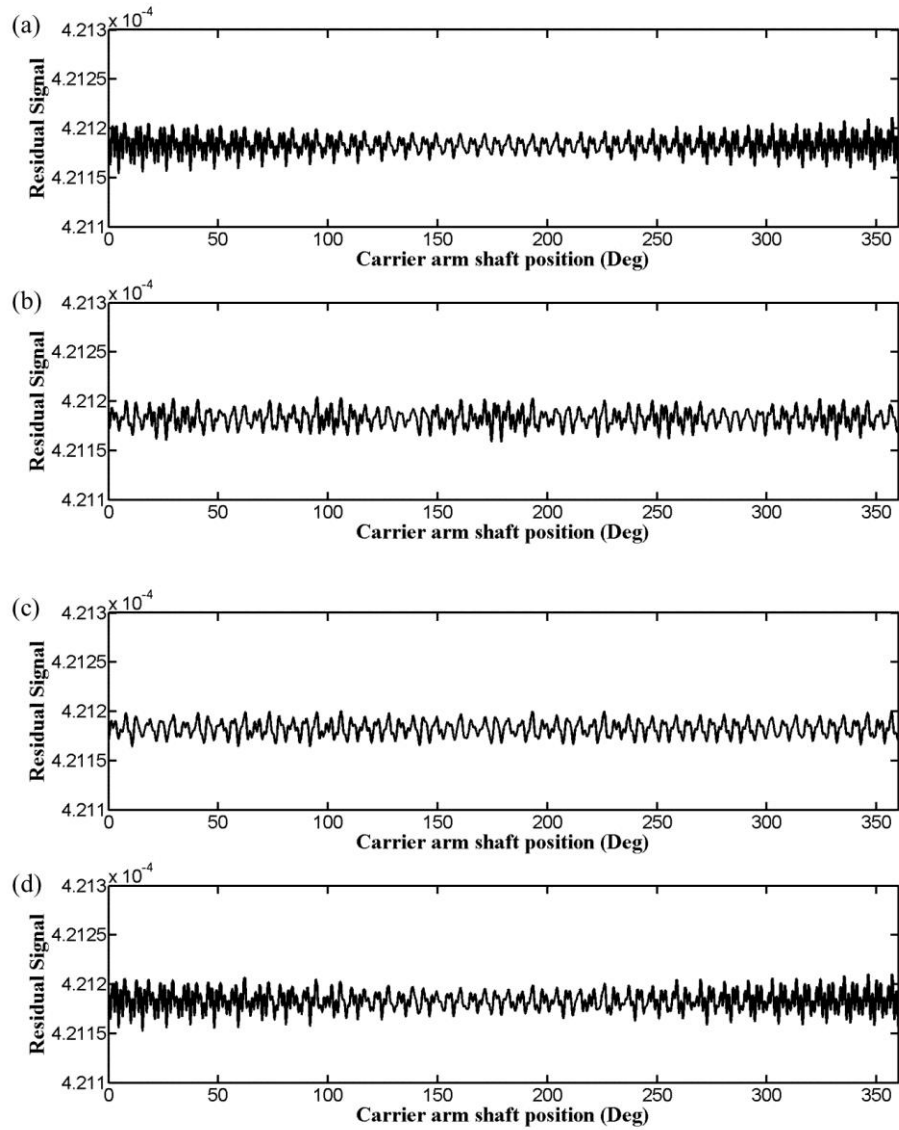 (a)
4.213 x 10-4
4.2125
4.212
4.2115
4.211
Residual Signal
0 50 100 150 200 250 300 350
Carrier arm shaft position (Deg)
(b)
4.213 x 10-4
4.2125
4.212
4.2115
4.211
Residual Signal
0 50 100 150 200 250 300 350
Carrier arm shaft position (Deg)
(c)
4.213 x 10-4
4.2125
4.212
4.2115
4.211
Residual Signal
0 50 100 150 200 250 300 350
Carrier arm shaft position (Deg)
(d)
4.213 x 10-4
4.2125
4.212
4.2115
4.211
Residual Signal
0 50 100 150 200 250 300 350
Carrier arm shaft position (Deg)